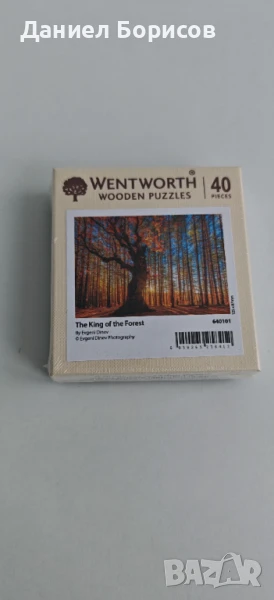 Даниел Борисов
WENTWORTH®
WOODEN PUZZLES
40
PIECES
The King of the Forest
640101
By Evgeni Dinev
© Evgeni Dinev Photography
BAZAR